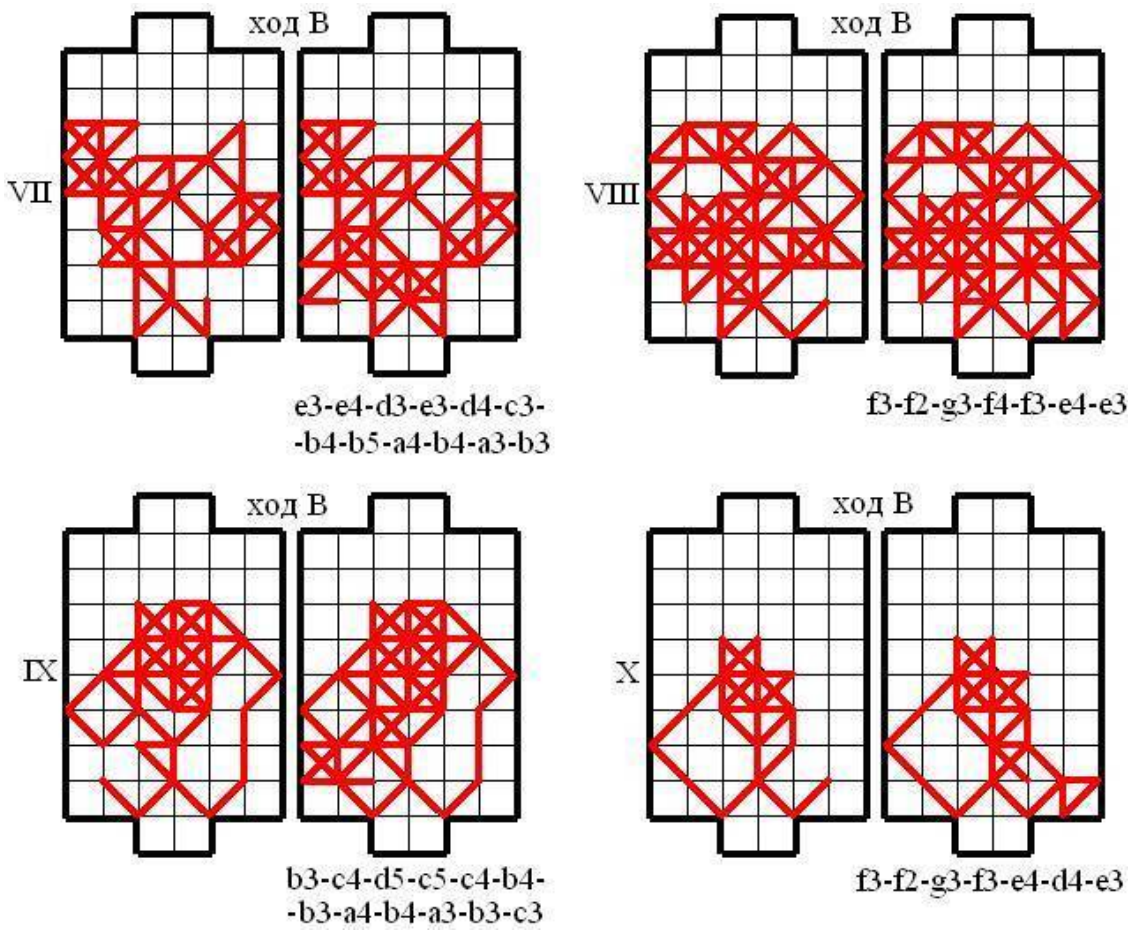 ход В
ход В
VII
VIII
e3-e4-d3-e3-d4-c3-
-b4-b5-a4-b4-a3-b3
f3-f2-g3-f4-f3-e4-e3
ход В
ход В
IX
X
b3-c4-d5-c5-c4-b4-
-b3-a4-b4-a3-b3-c3
f3-f2-g3-f3-e4-d4-e3